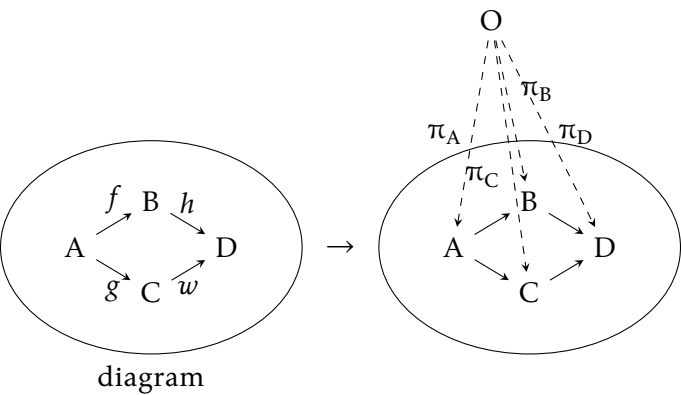 O
π_B
π_A
π_D
π_C
f B h
B
A D
A D
g C w
C
→
diagram